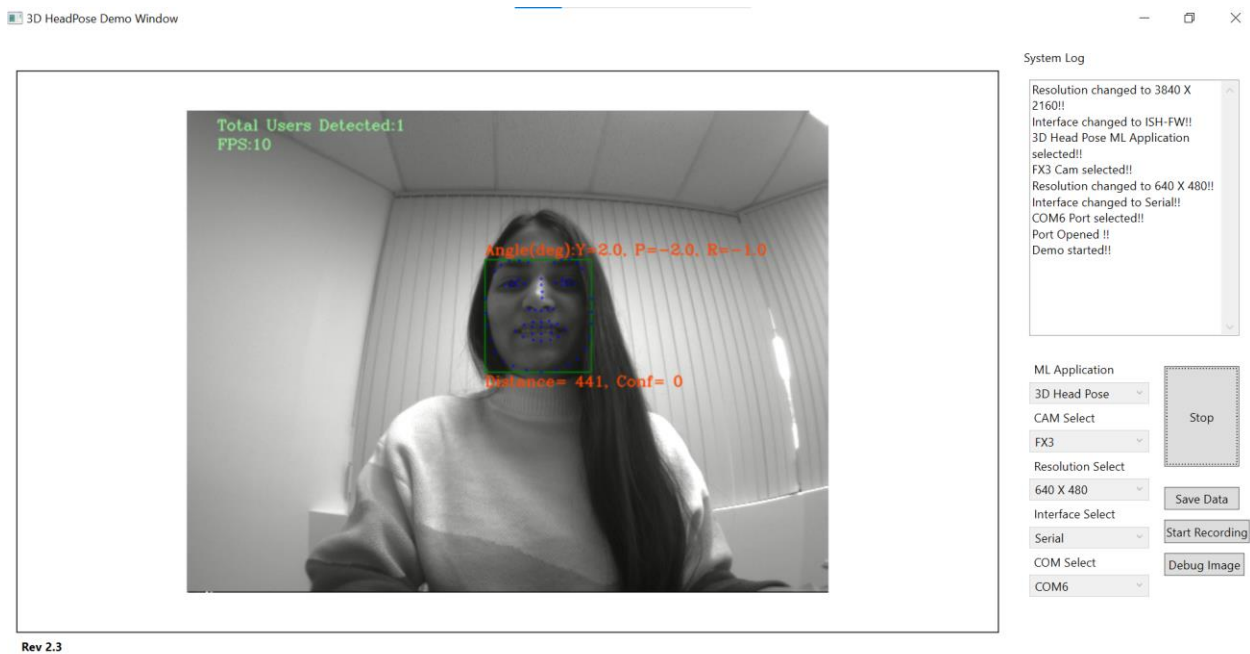 3D HeadPose Demo Window
System Log
Resolution changed to 3840 X
2160!!
Interface changed to ISH-FW!!
3D Head Pose ML Application
selected!!
FX3 Cam selected!!
Resolution changed to 640 X 480!!
Interface changed to Serial!!
COM6 Port selected!!
Port Opened !!
Demo started!!
Total Users Detected:1
FPS:10
Angle(deg):Y=2.0, P=-2.0, R=-1.0
Distance= 441, Conf= 0
ML Application
3D Head Pose
CAM Select
FX3
Resolution Select
640 X 480
Interface Select
Serial
COM Select
COM6
Stop
Save Data
Start Recording
Debug Image
Rev 2.3